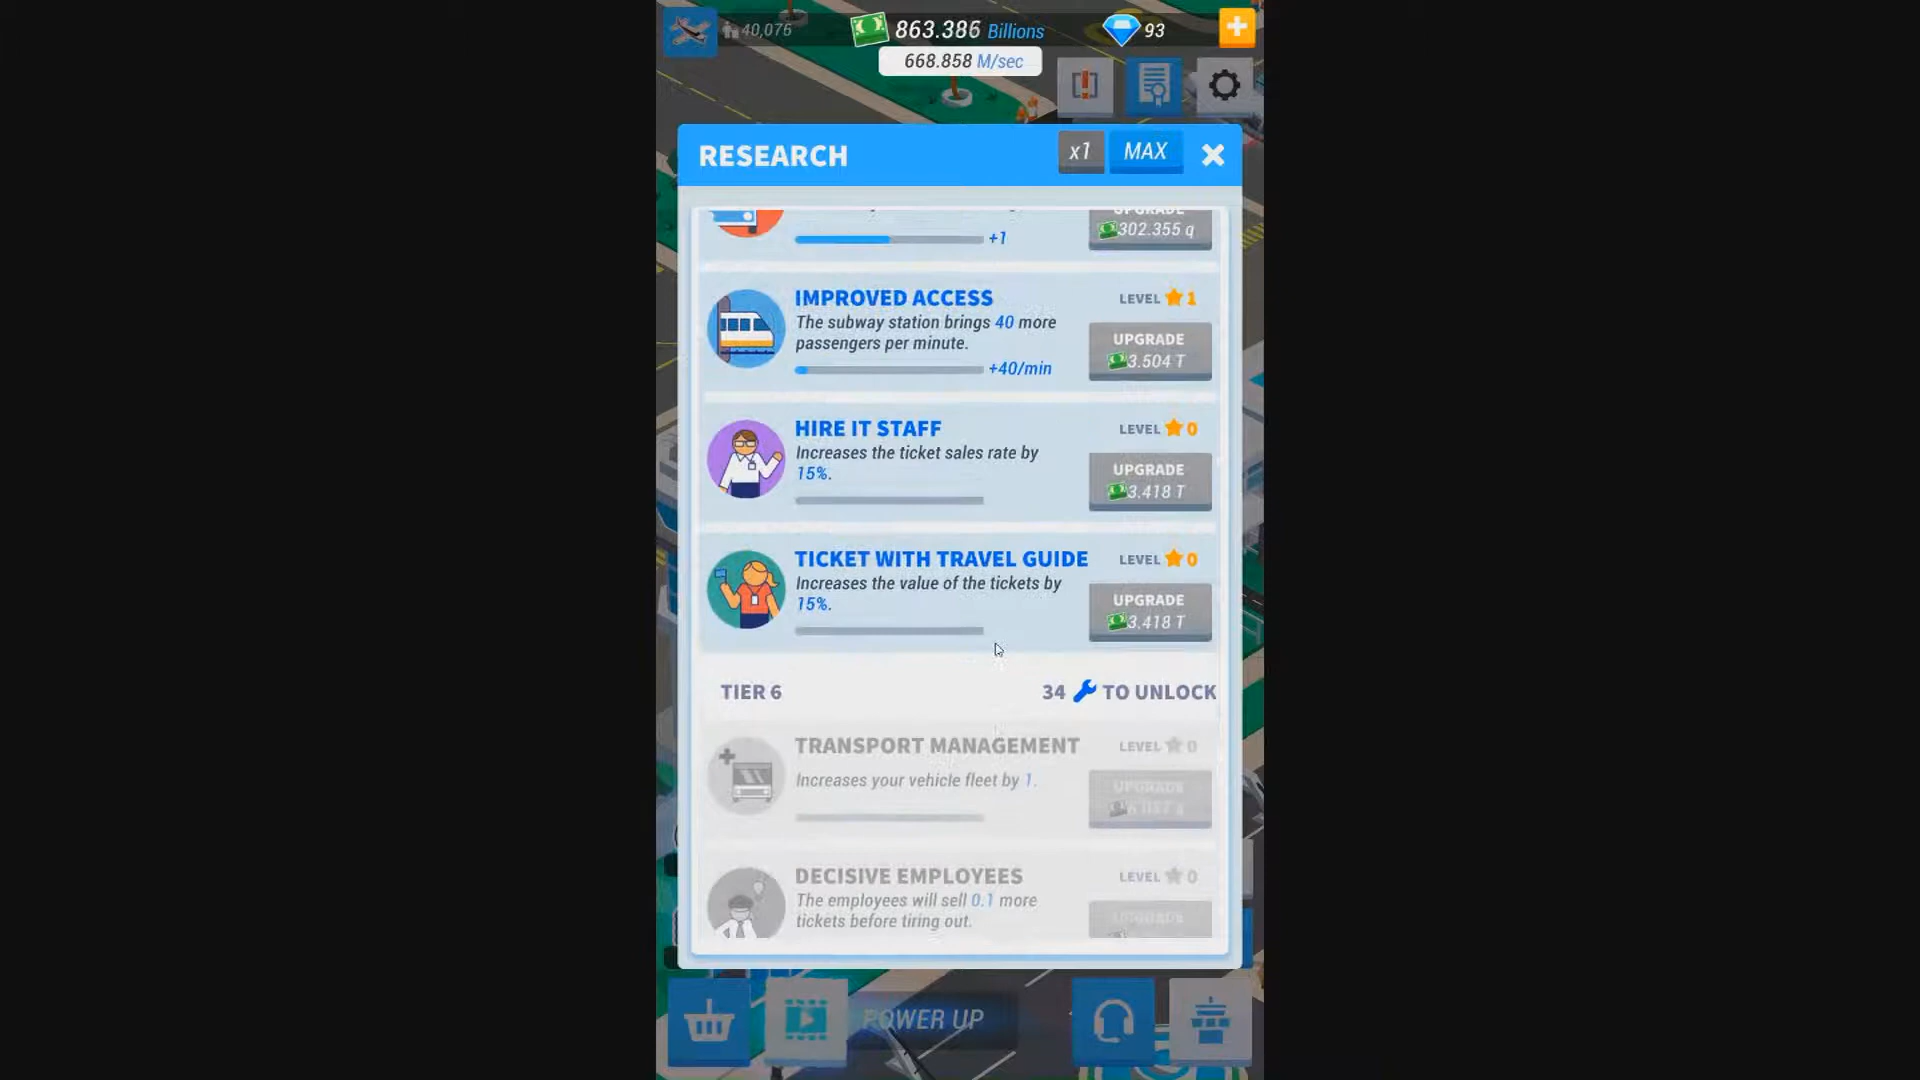 40,076
863.386 Billions
93
668.858 M/sec
RESEARCH
x1
MAX
UPGRADE
302.355 q
+1
IMPROVED ACCESS
LEVEL 1
The subway station brings 40 more
passengers per minute.
UPGRADE
3.504 T
+40/min
HIRE IT STAFF
LEVEL 0
Increases the ticket sales rate by
15%.
UPGRADE
3.418 T
TICKET WITH TRAVEL GUIDE
LEVEL 0
Increases the value of the tickets by
15%.
UPGRADE
3.418 T
TIER 6
34 TO UNLOCK
TRANSPORT MANAGEMENT
LEVEL 0
Increases your vehicle fleet by 1.
UPGRADE
DECISIVE EMPLOYEES
LEVEL 0
The employees will sell 0.1 more
tickets before tiring out.
UPGRADE
POWER UP